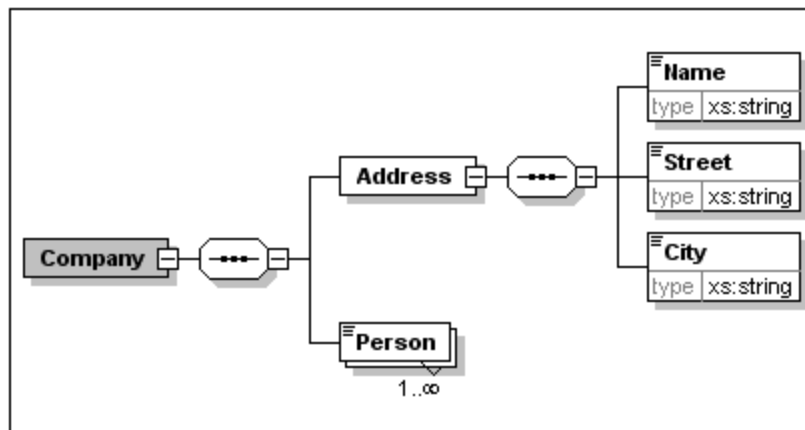 Name
type xs:string
Address
Street
type xs:string
Company
City
type xs:string
Person
1..∞